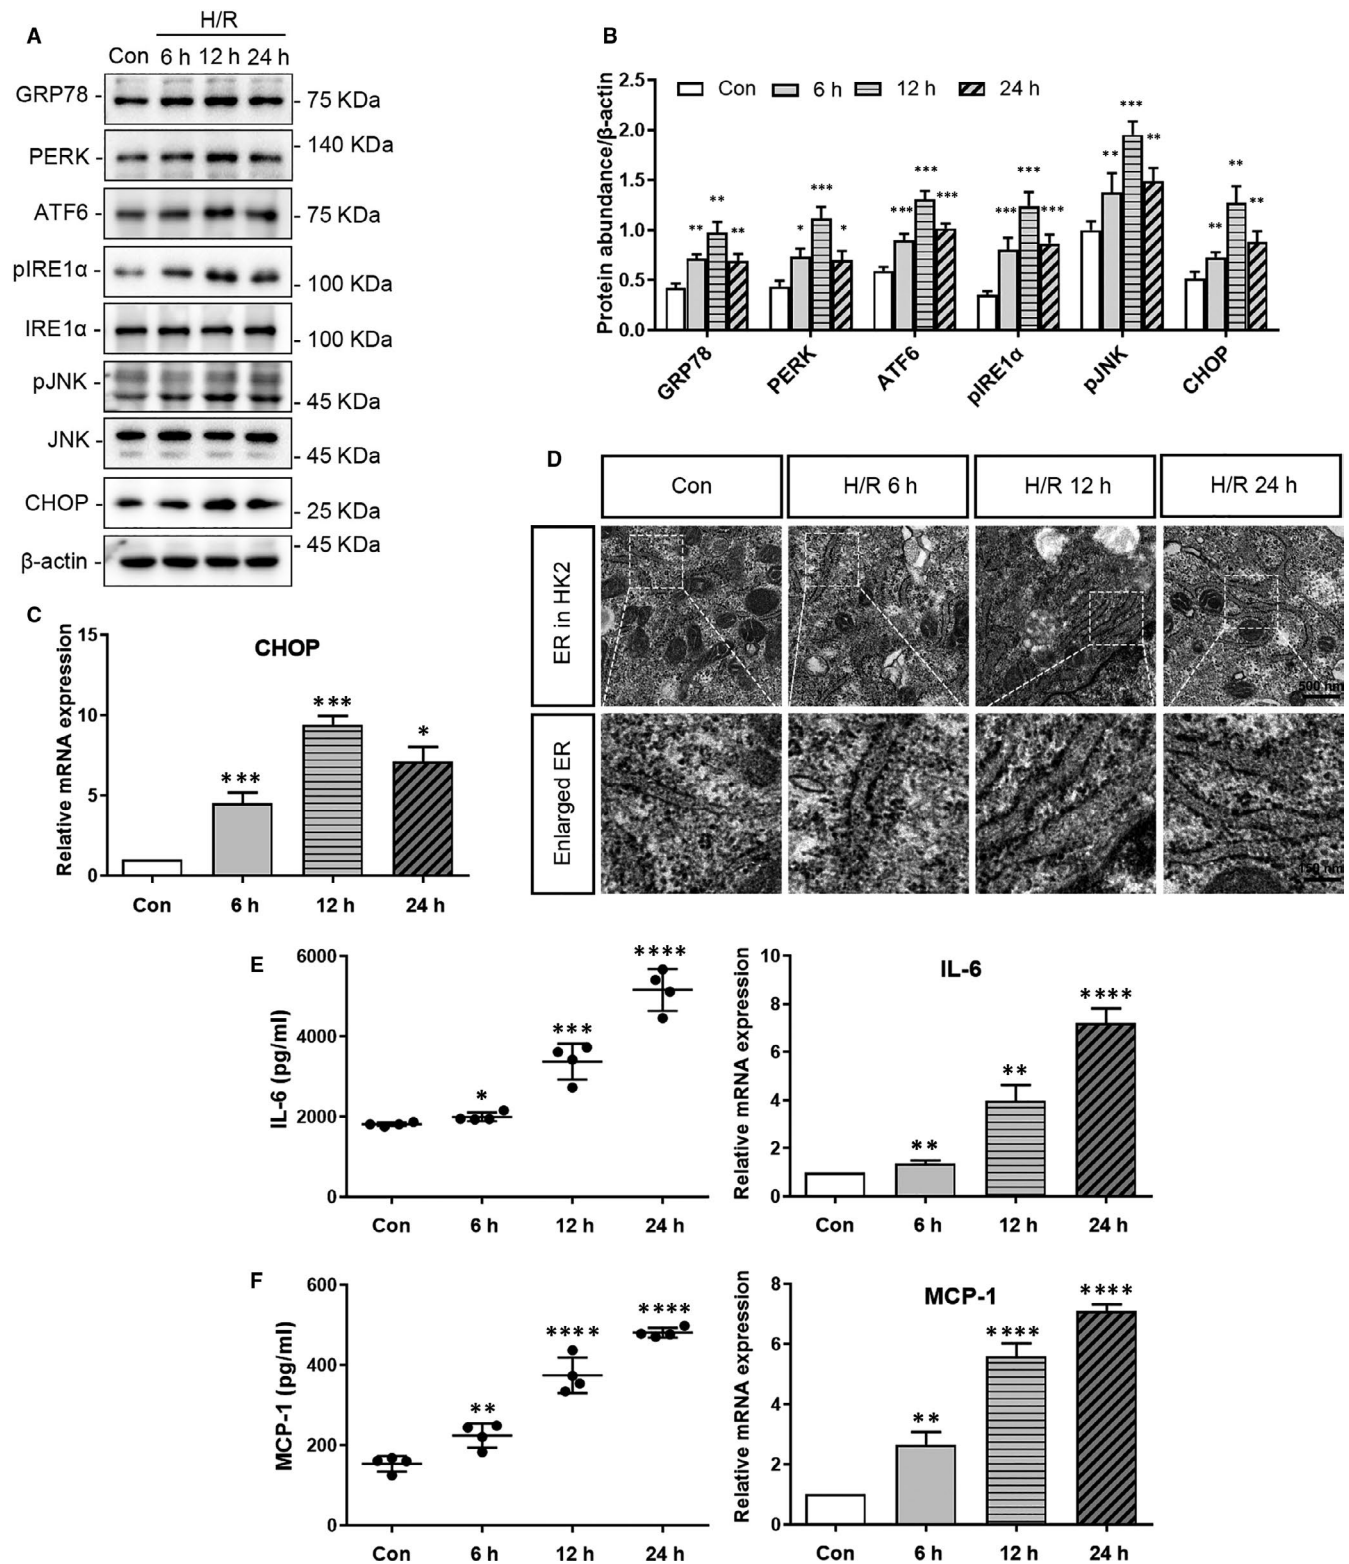 A
H/R
Con 6 h 12 h 24 h
GRP78 - - 75 KDa
- 140 KDa
PERK -
ATF6 - - 75 KDa
pIRE1α -
- 100 KDa
IRE1α -
- 100 KDa
pJNK -
- 45 KDa
JNK -
- 45 KDa
CHOP -
- 25 KDa
- 45 KDa
β-actin -
B
Protein abundance/β-actin
2.5
2.0
1.5
1.0
0.5
0.0
Con 6 h 12 h 24 h
** ** **
* *** *
*** *** ***
*** *** ***
** *** **
** ** **
GRP78 PERK ATF6 pIRE1α pJNK CHOP
C
CHOP
Relative mRNA expression
15
10
5
0
*** *** *
Con 6 h 12 h 24 h
D
Con H/R 6 h H/R 12 h H/R 24 h
ER in HK2
500 nm
Enlarged ER
150 nm
E
IL-6 (pg/ml)
6000
4000
2000
0
* *** ****
Con 6 h 12 h 24 h
IL-6
Relative mRNA expression
10
8
6
4
2
0
** ** ****
Con 6 h 12 h 24 h
F
MCP-1 (pg/ml)
600
400
200
0
** **** ****
Con 6 h 12 h 24 h
MCP-1
Relative mRNA expression
8
6
4
2
0
** **** ****
Con 6 h 12 h 24 h